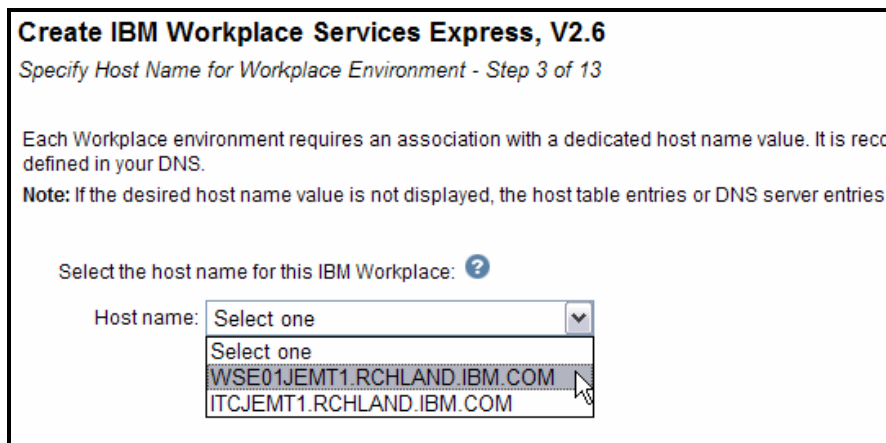 Create IBM Workplace Services Express, V2.6
Specify Host Name for Workplace Environment - Step 3 of 13
Each Workplace environment requires an association with a dedicated host name value. It is reco
defined in your DNS.
Note: If the desired host name value is not displayed, the host table entries or DNS server entries
Select the host name for this IBM Workplace: ?
Host name: Select one
Select one
WSE01JEMT1.RCHLAND.IBM.COM
ITCJEMT1.RCHLAND.IBM.COM